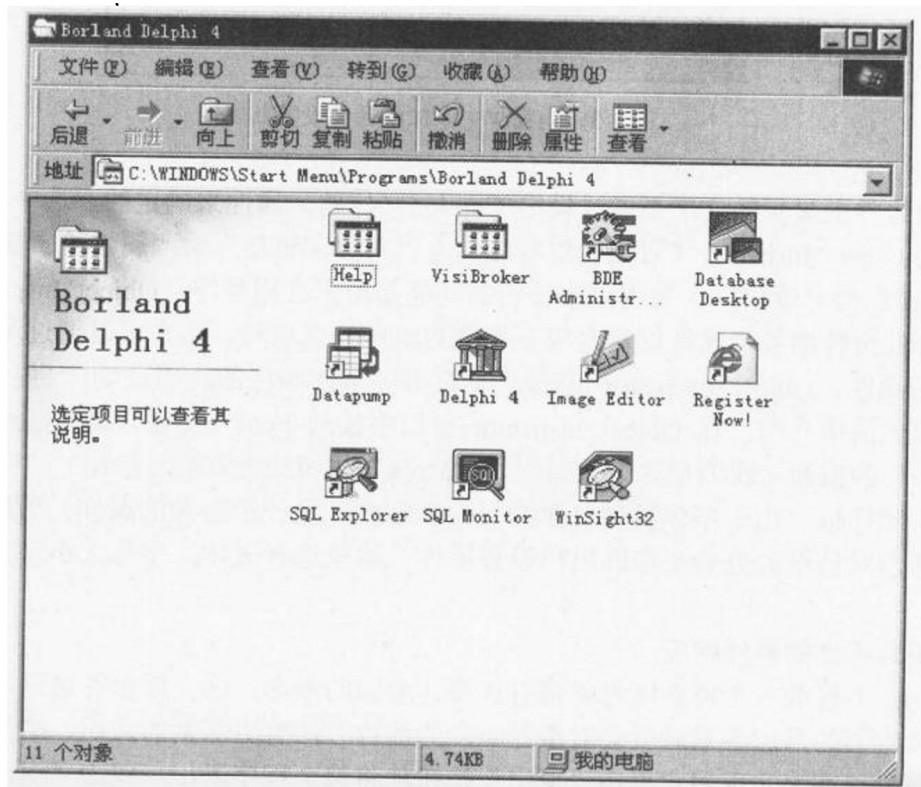 Borland Delphi 4
文件(F) 编辑(E) 查看(V) 转到(G) 收藏(A) 帮助(H)
后退 前进 向上 剪切 复制 粘贴 撤消 删除 属性 查看
地址 C:\WINDOWS\Start Menu\Programs\Borland Delphi 4
Borland
Delphi 4
选定项目可以查看其
说明。
Help VisiBroker BDE Administr... Database Desktop
Datapump Delphi 4 Image Editor Register Now!
SQL Explorer SQL Monitor WinSight32
11 个对象 4.74KB 我的电脑